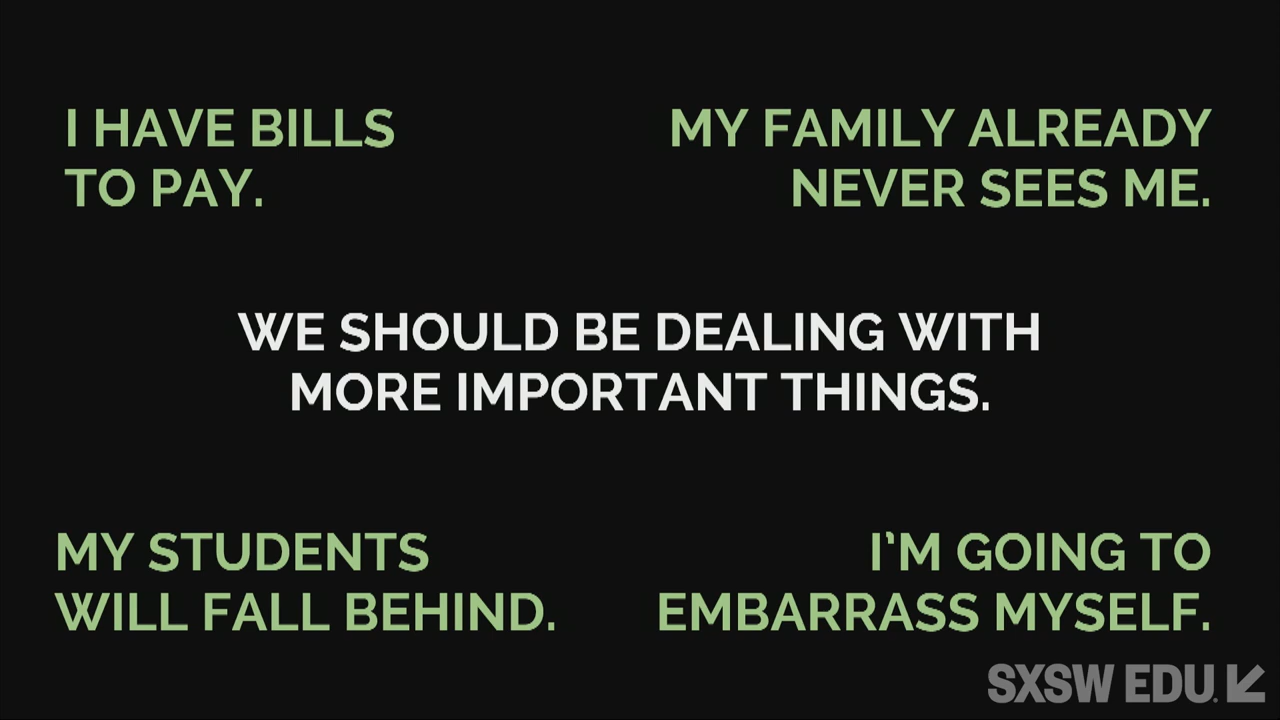 I HAVE BILLS
TO PAY.
MY FAMILY ALREADY
NEVER SEES ME.
WE SHOULD BE DEALING WITH
MORE IMPORTANT THINGS.
MY STUDENTS
WILL FALL BEHIND.
I'M GOING TO
EMBARRASS MYSELF.
SXSW EDU.